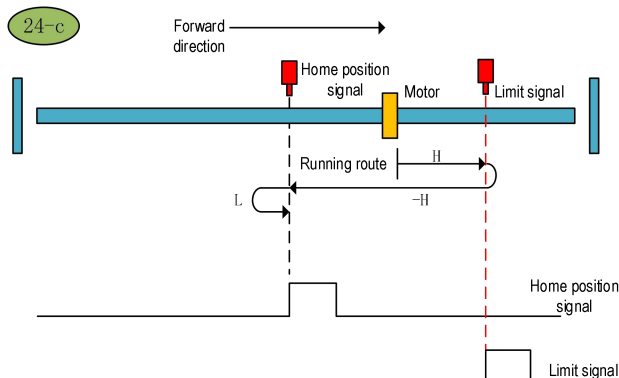 24-c
Forward
direction
Home position
signal
Motor
Limit signal
Running route
H
L
-H
Home position
signal
Limit signal